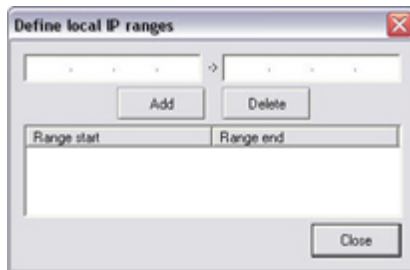 Define local IP ranges
. . . -> . . .
Add Delete
Range start Range end
Close